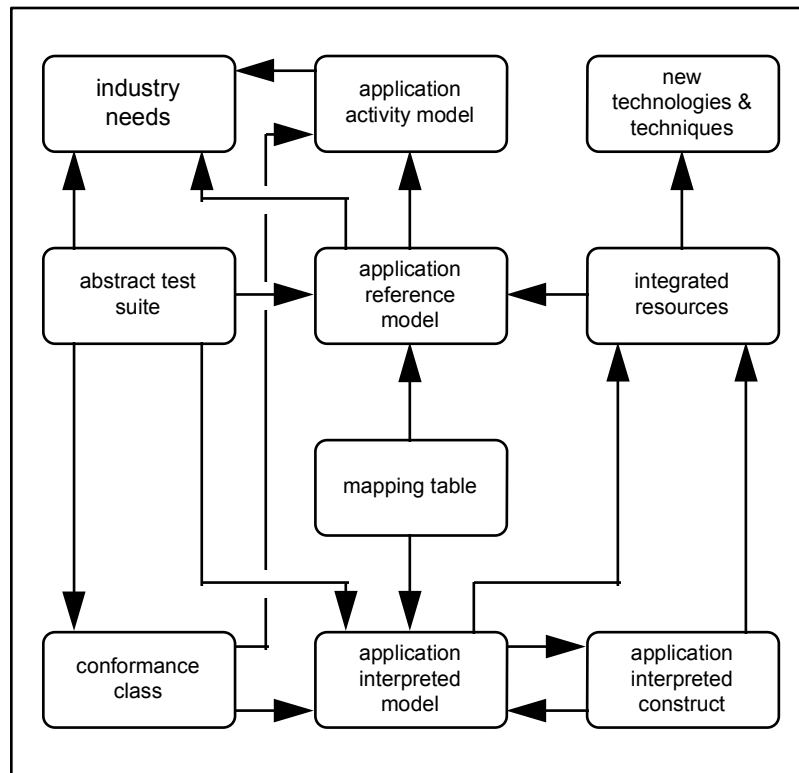 industry
needs
application
activity model
new
technologies &
techniques
abstract test
suite
application
reference
model
integrated
resources
mapping table
conformance
class
application
interpreted
model
application
interpreted
construct